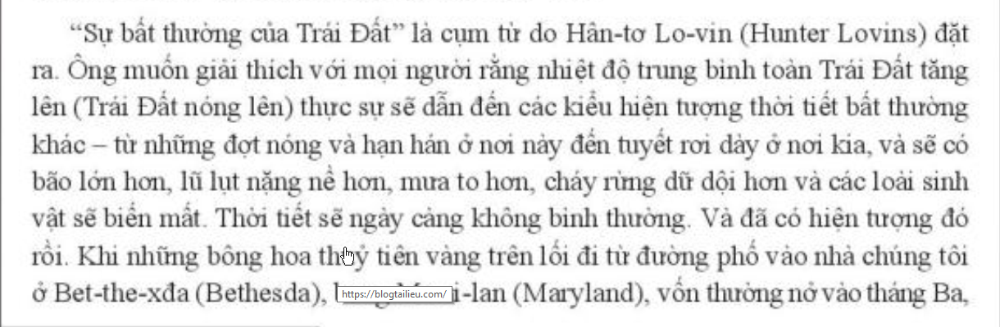 “Sự bất thường của Trái Đất” là cụm từ do Hân-tơ Lo-vin (Hunter Lovins) đặt
ra. Ông muốn giải thích với mọi người rằng nhiệt độ trung bình toàn Trái Đất tăng
lên (Trái Đất nóng lên) thực sự sẽ dẫn đến các kiểu hiện tượng thời tiết bất thường
khác – từ những đợt nóng và hạn hán ở nơi này đến tuyết rơi dày ở nơi kia, và sẽ có
bão lớn hơn, lũ lụt nặng nề hơn, mưa to hơn, cháy rừng dữ dội hơn và các loài sinh
vật sẽ biến mất. Thời tiết sẽ ngày càng không bình thường. Và đã có hiện tượng đó
rồi. Khi những bông hoa thuỷ tiên vàng trên lối đi từ đường phố vào nhà chúng tôi
ở Bet-the-xđa (Bethesda), i-lan (Maryland), vốn thường nở vào tháng Ba,
https://blogtailieu.com/